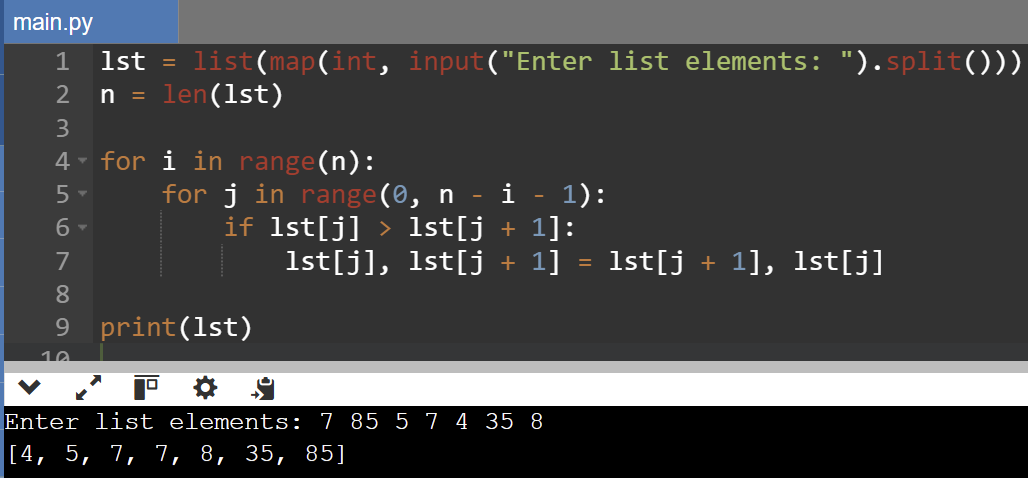 main.py
1 lst = list(map(int, input("Enter list elements: ").split()))
2 n = len(lst)
3
4 for i in range(n):
5     for j in range(0, n - i - 1):
6         if lst[j] > lst[j + 1]:
7             lst[j], lst[j + 1] = lst[j + 1], lst[j]
8
9 print(lst)
10
Enter list elements: 7 85 5 7 4 35 8
[4, 5, 7, 7, 8, 35, 85]